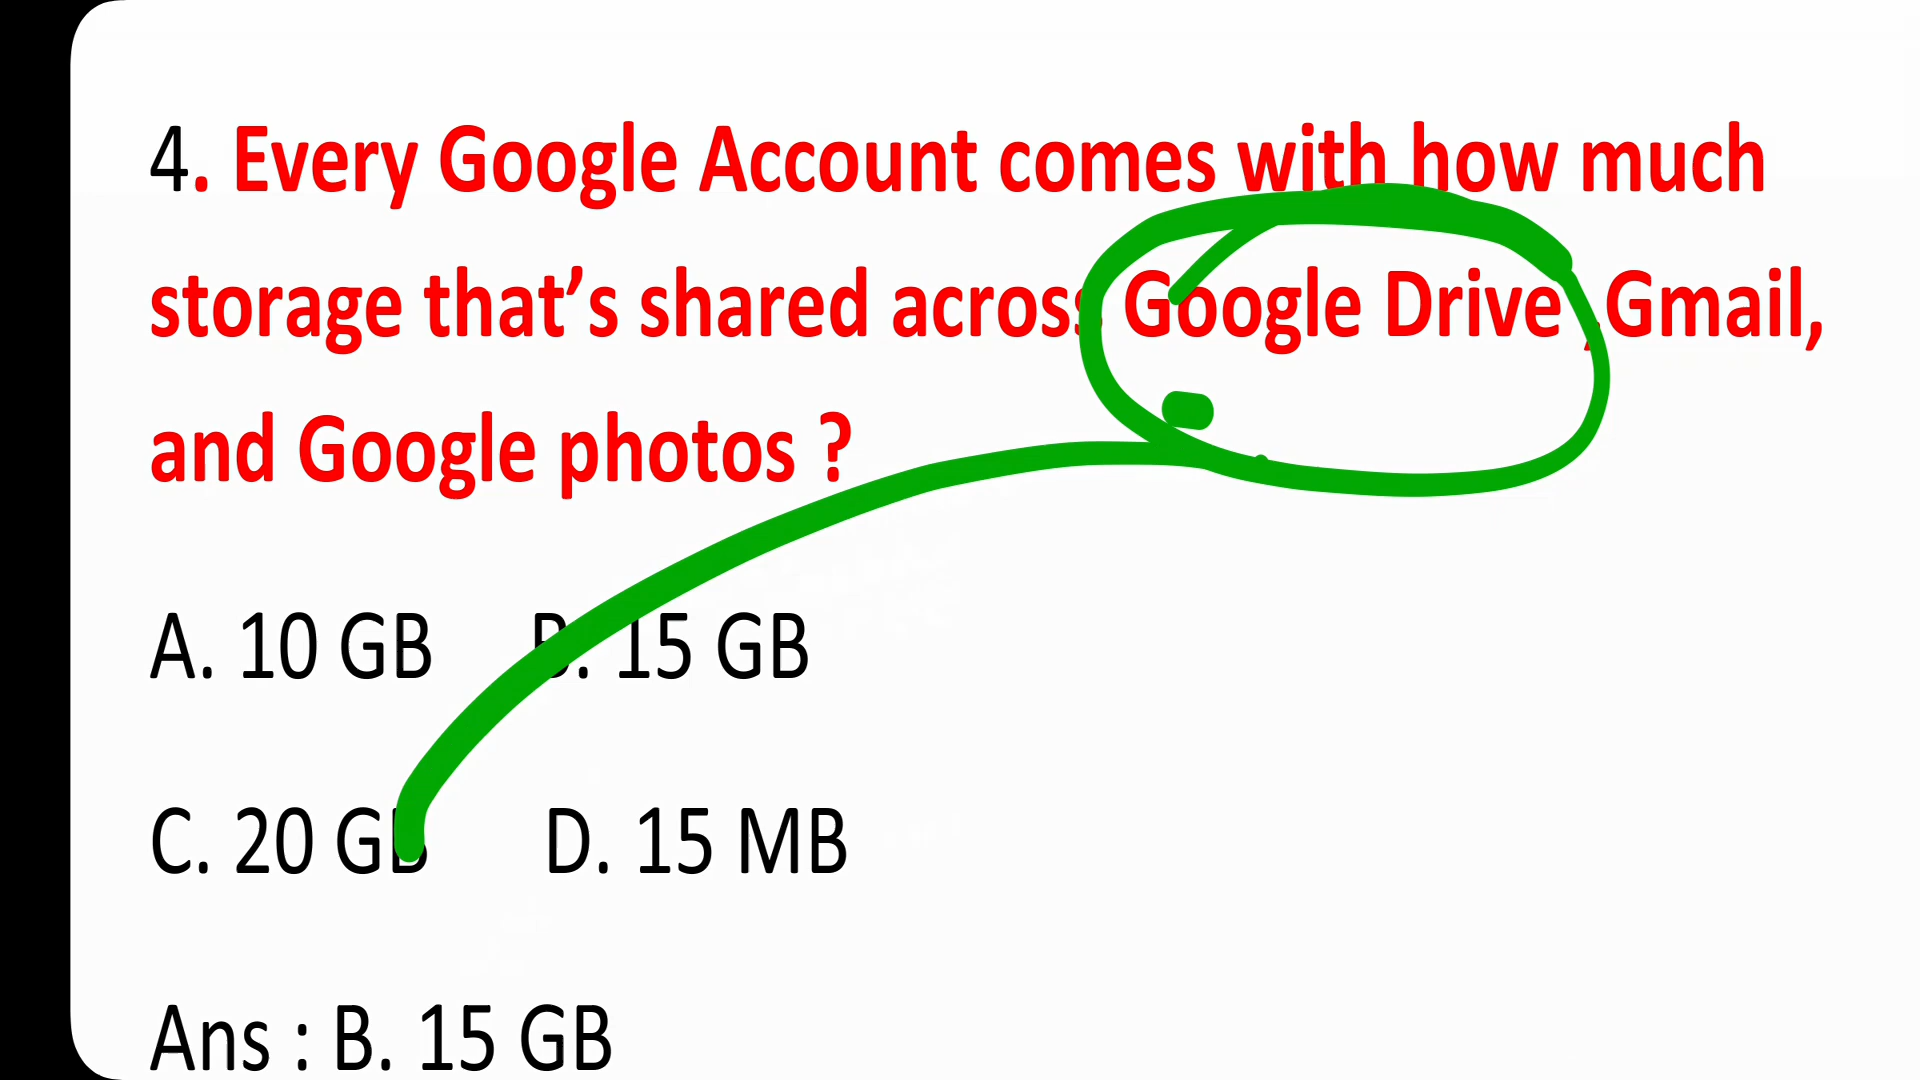 4. Every Google Account comes with how much
storage that’s shared across Google Drive ,Gmail,
and Google photos ?
A. 10 GB B. 15 GB
C. 20 GB D. 15 MB
Ans : B. 15 GB